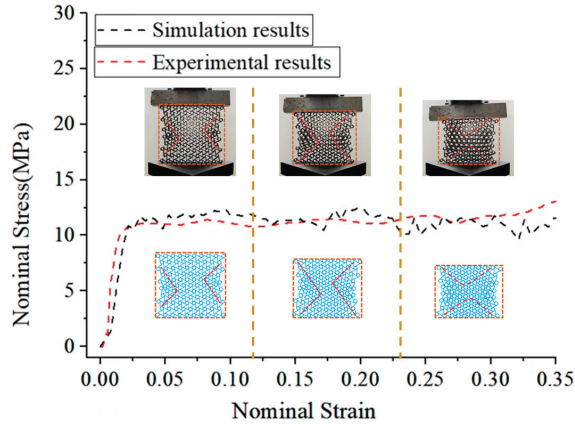 30
Simulation results
Experimental results
25
20
15
10
5
0
Nominal Stress(MPa)
0.00 0.05 0.10 0.15 0.20 0.25 0.30 0.35
Nominal Strain